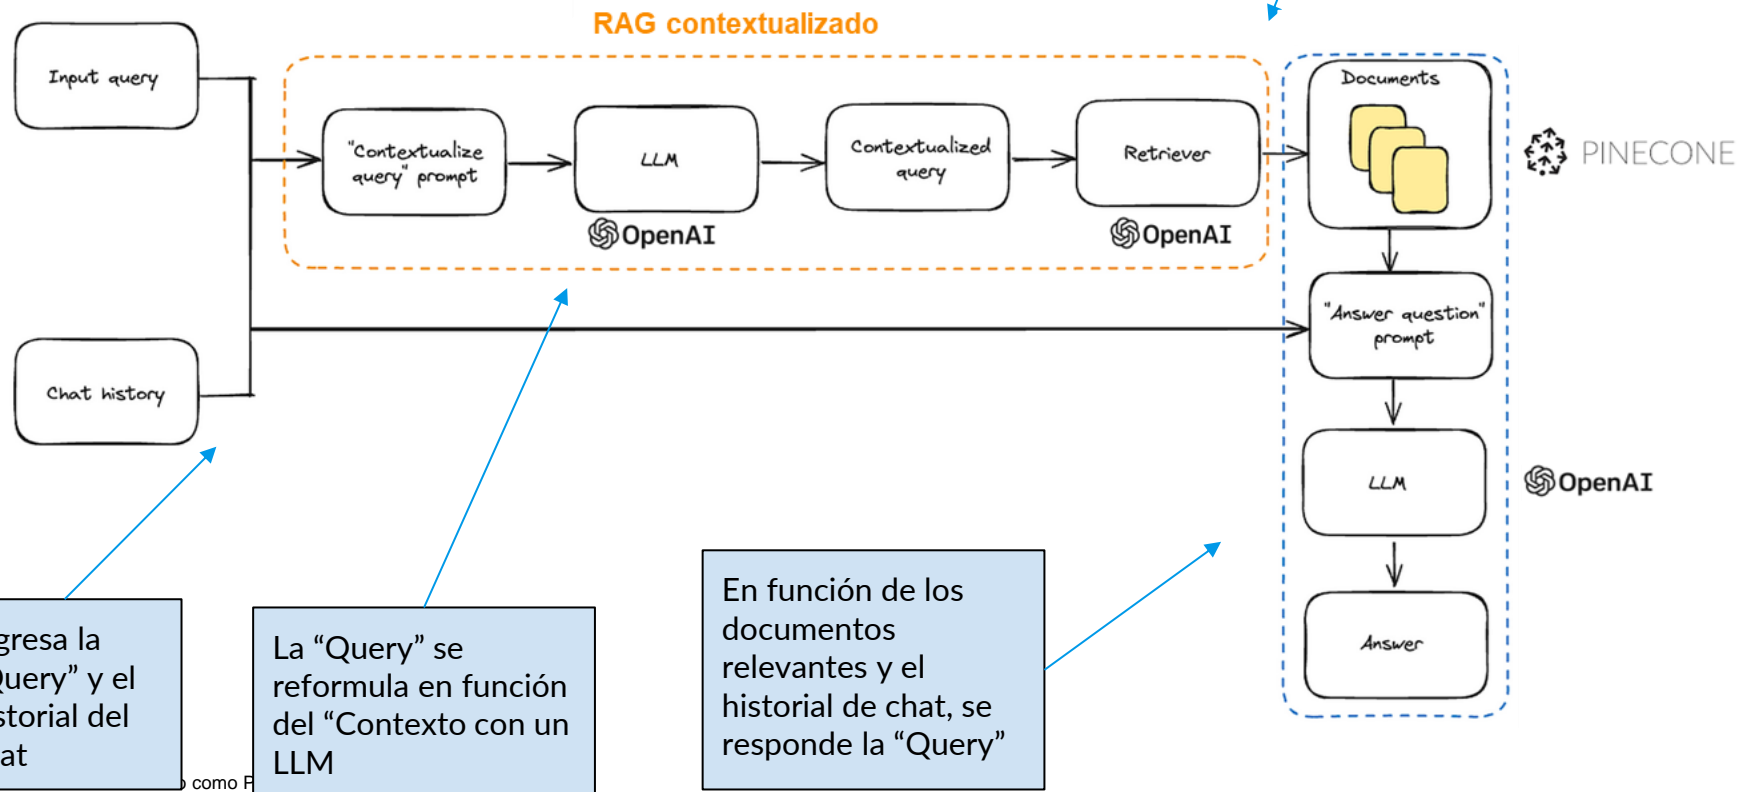 RAG contextualizado
Input query
"Contextualize
query" prompt
LLM
OpenAI
Contextualized
query
Retriever
OpenAI
Documents
PINECONE
"Answer question"
prompt
Chat history
LLM
OpenAI
Answer
gresa la
Query” y el
storial del
at
La “Query” se
reformula en función
del “Contexto con un
LLM
En función de los
documentos
relevantes y el
historial de chat, se
responde la “Query”
o como P